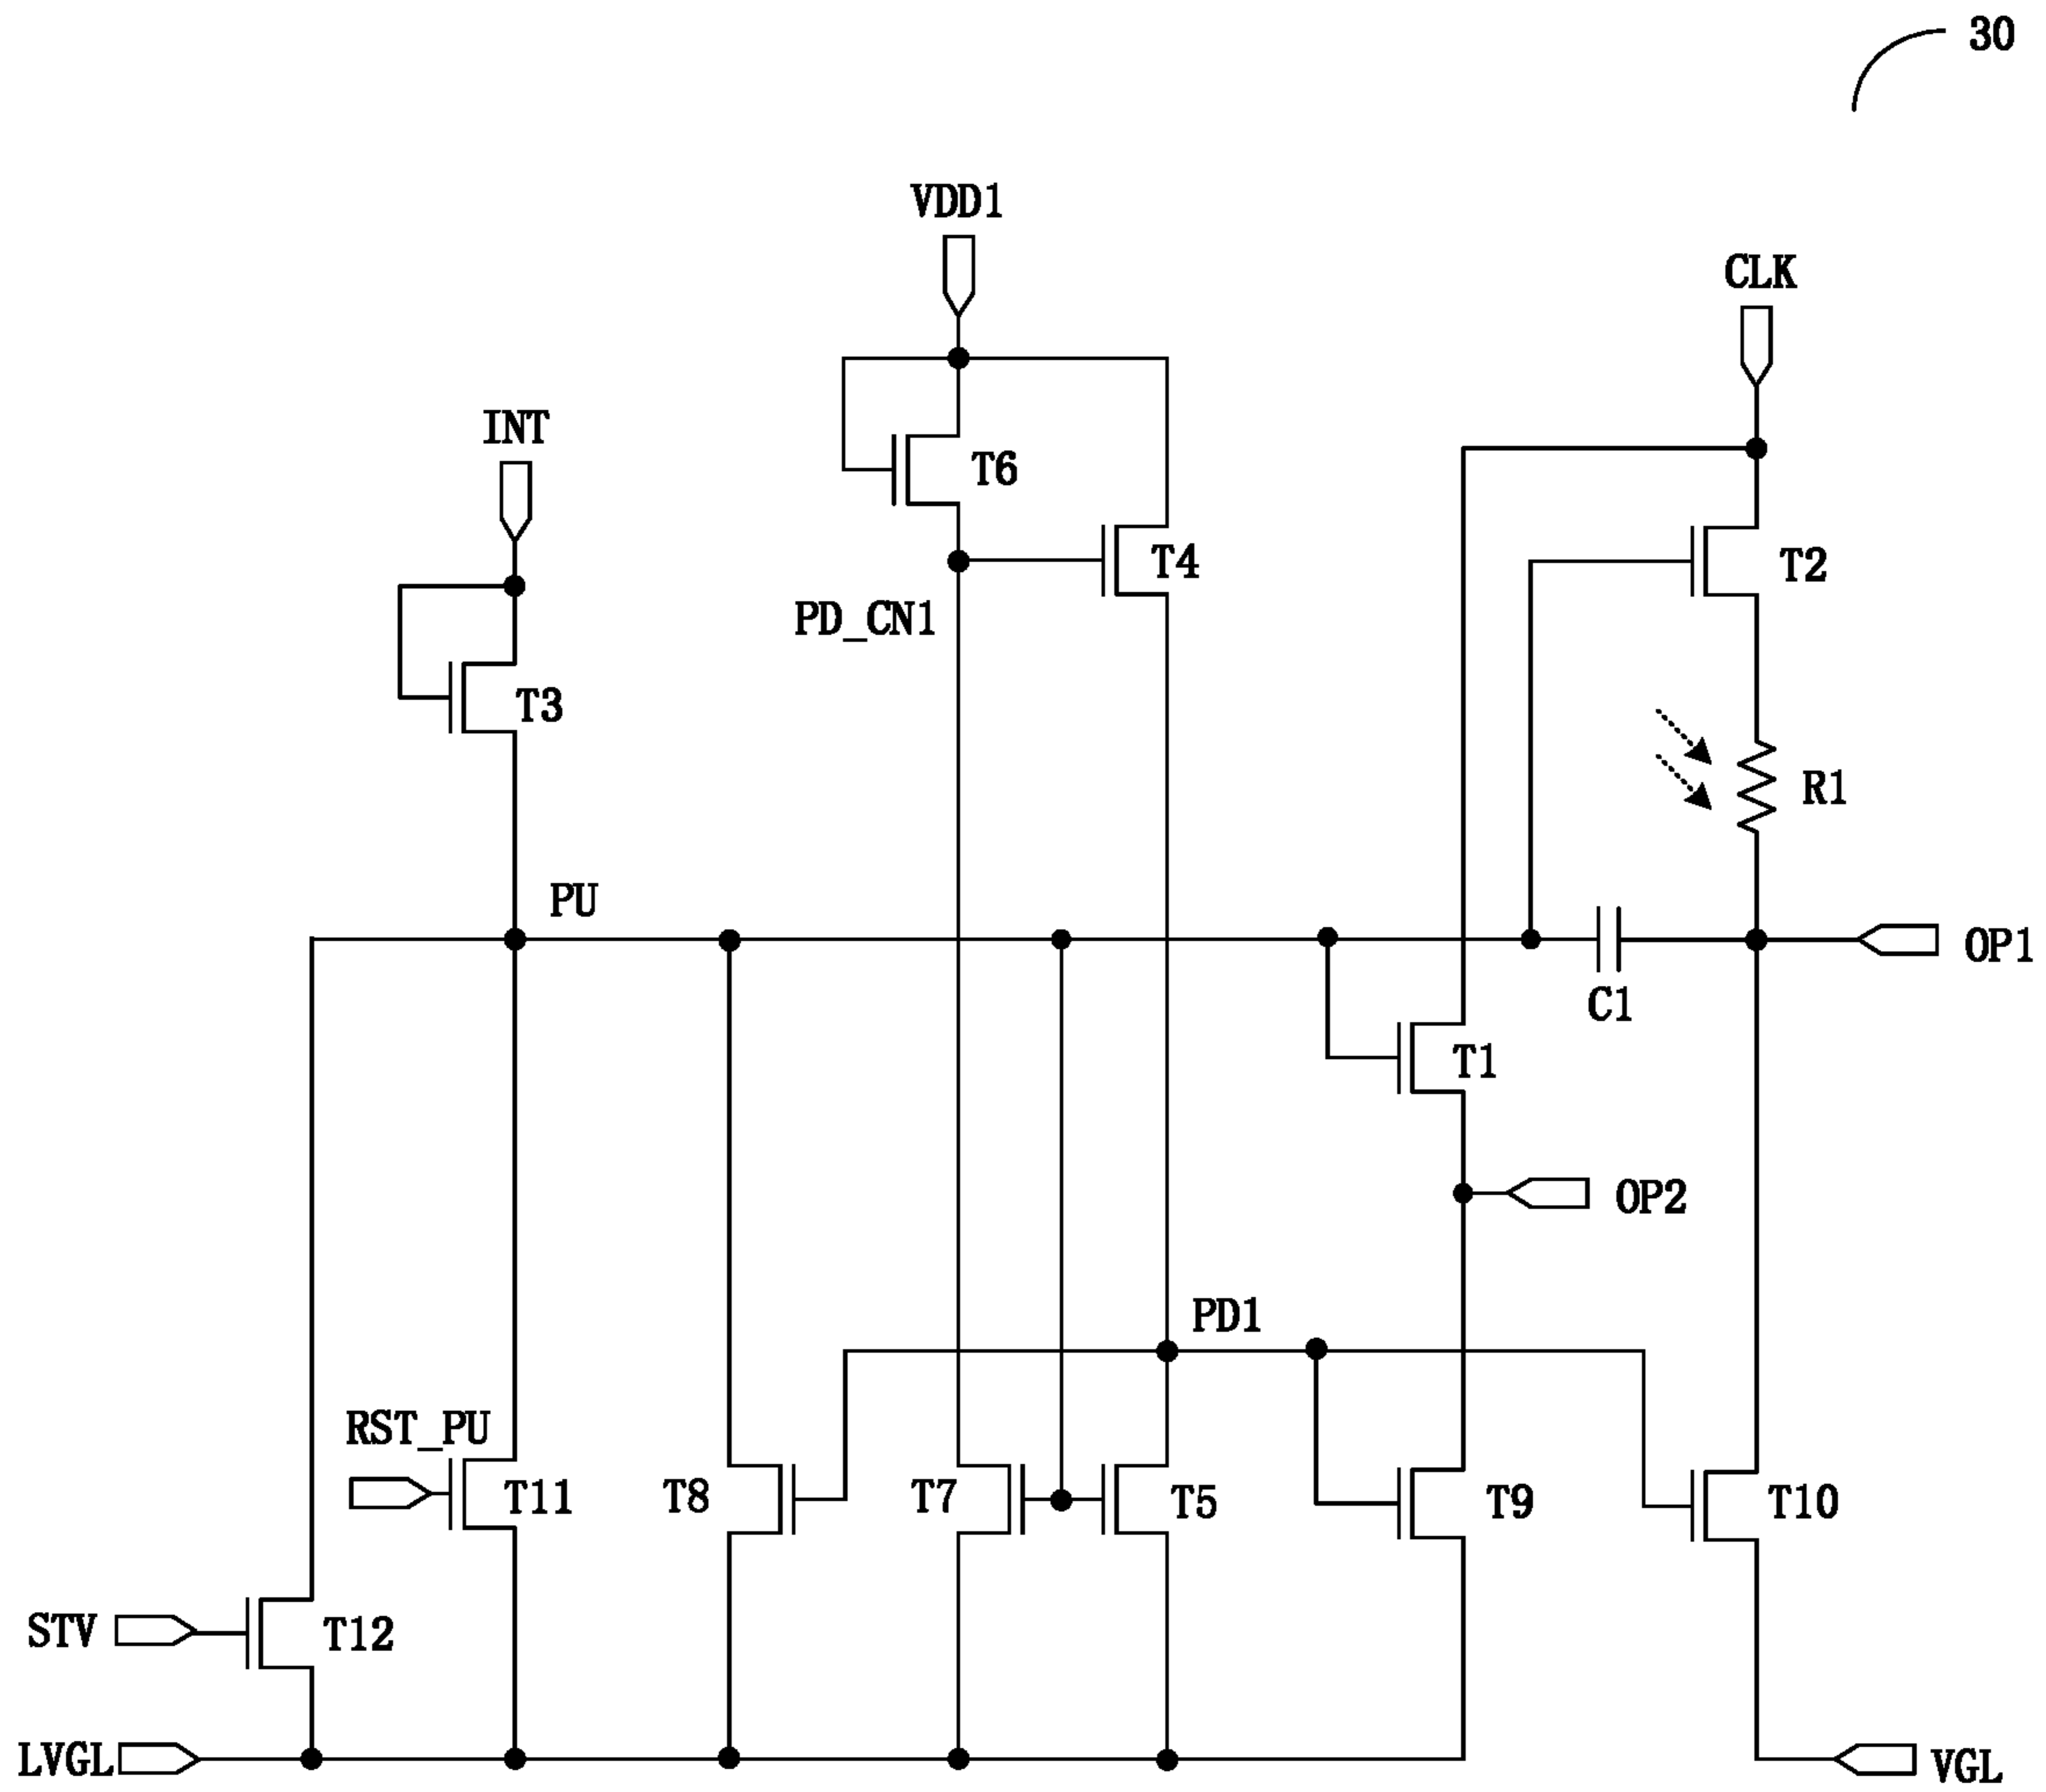 30
VDD1
CLK
INT
T6
T4
T2
PD_CN1
T3
R1
PU
OP1
C1
T1
OP2
PD1
RST_PU
T11
T8
T7
T5
T9
T10
STV
T12
LVGL
VGL